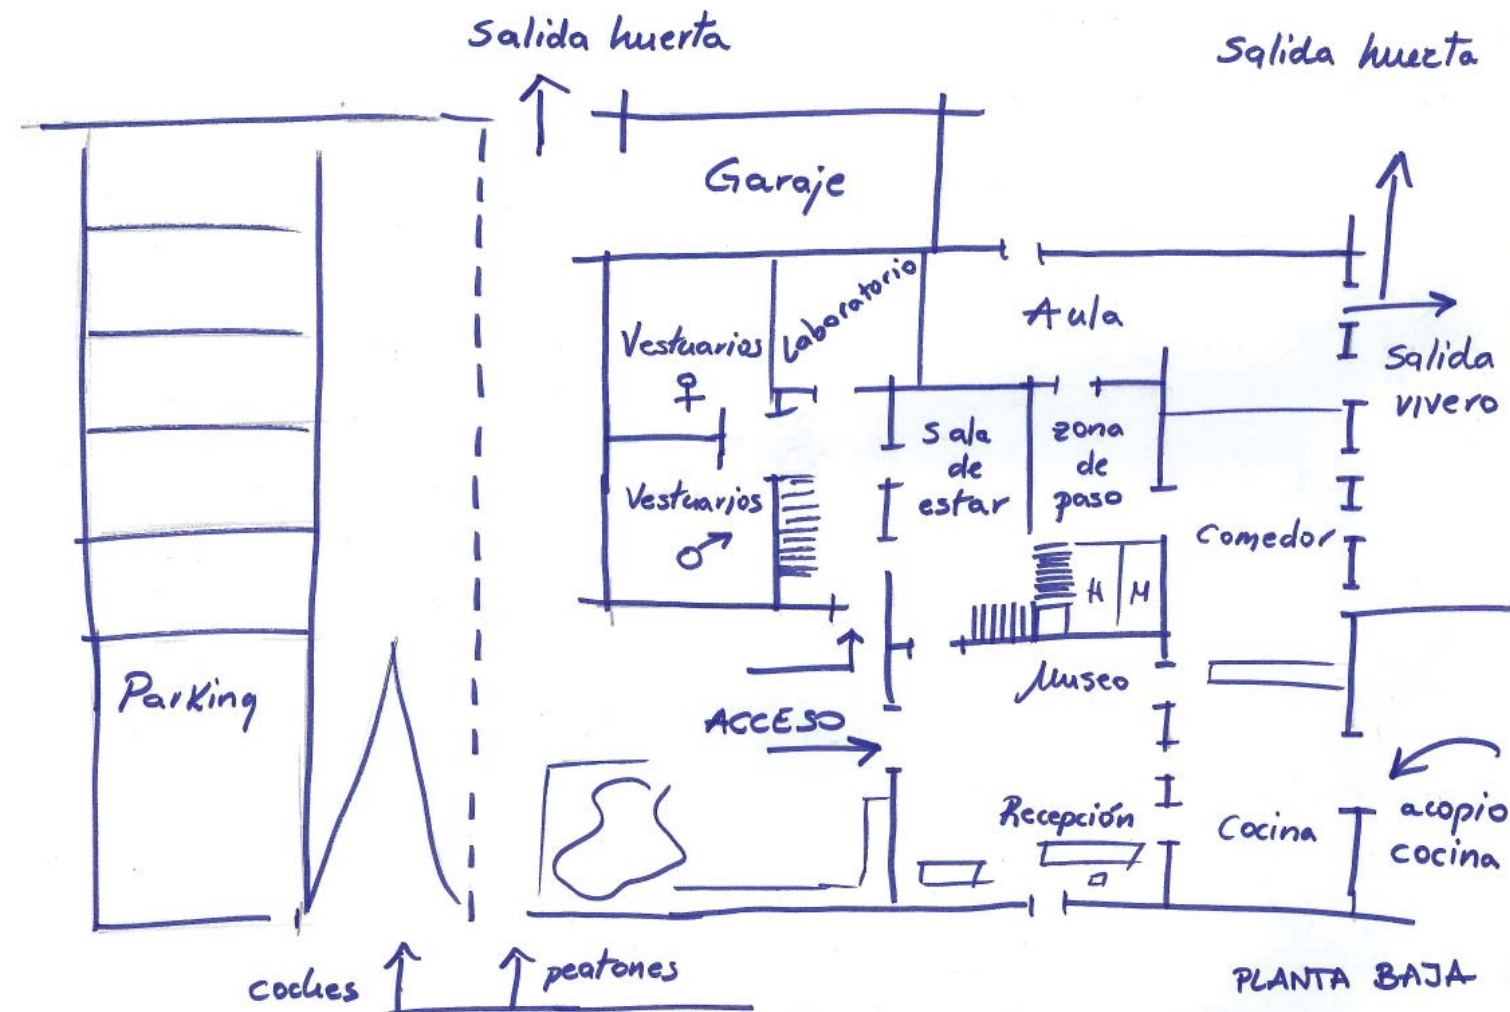 Salida huerta
Salida huerta
Garaje
Laboratorio
Aula
Vestuarios
♀
Salida
vivero
Sala
de
estar
zona
de
paso
Vestuarios
♂
Comedor
H M
Parking
Museo
ACCESO
Recepción
Cocina
acopio
cocina
coches
peatones
PLANTA BAJA